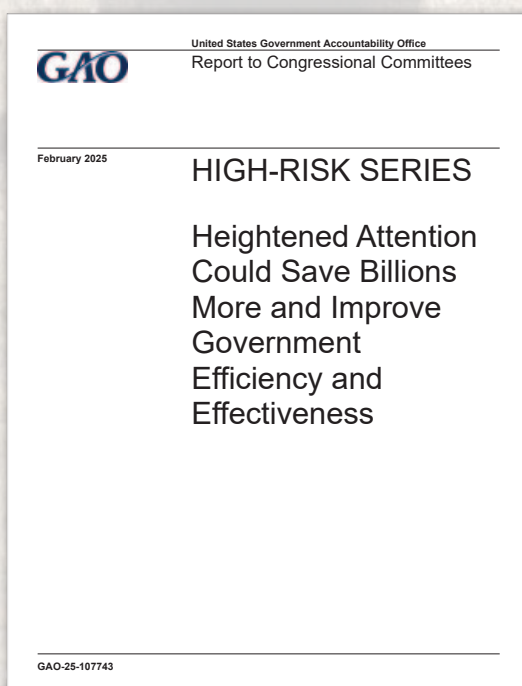 United States Government Accountability Office
GAO
Report to Congressional Committees
February 2025
HIGH-RISK SERIES
Heightened Attention
Could Save Billions
More and Improve
Government
Efficiency and
Effectiveness
GAO-25-107743